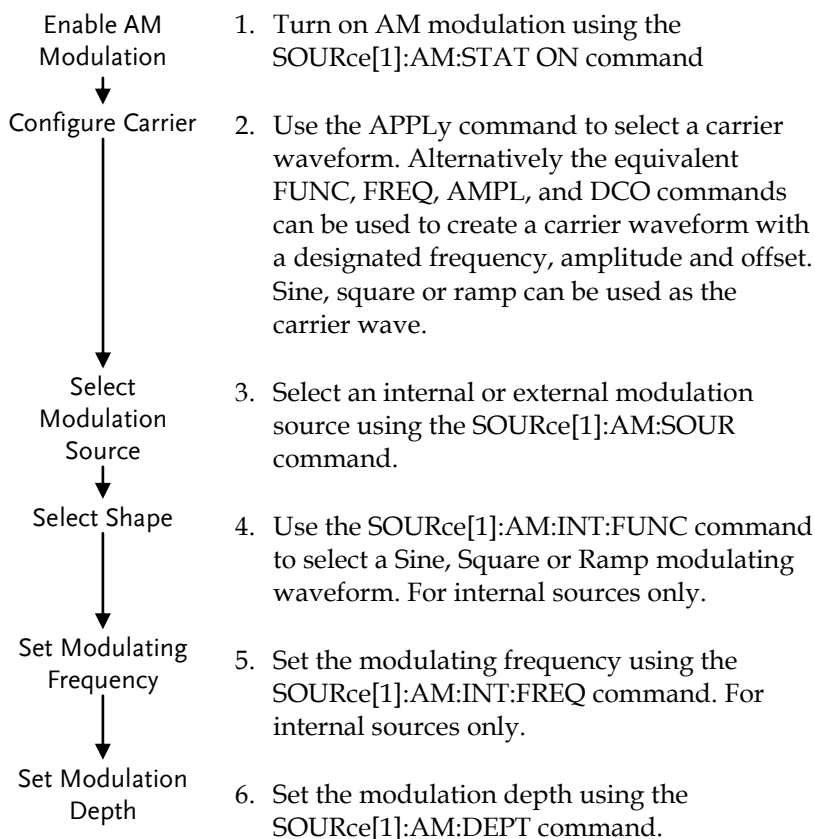 Enable AM
Modulation
1. Turn on AM modulation using the
SOURce[1]:AM:STAT ON command
Configure Carrier
2. Use the APPLy command to select a carrier
waveform. Alternatively the equivalent
FUNC, FREQ, AMPL, and DCO commands
can be used to create a carrier waveform with
a designated frequency, amplitude and offset.
Sine, square or ramp can be used as the
carrier wave.
Select
Modulation
Source
3. Select an internal or external modulation
source using the SOURce[1]:AM:SOUR
command.
Select Shape
4. Use the SOURce[1]:AM:INT:FUNC command
to select a Sine, Square or Ramp modulating
waveform. For internal sources only.
Set Modulating
Frequency
5. Set the modulating frequency using the
SOURce[1]:AM:INT:FREQ command. For
internal sources only.
Set Modulation
Depth
6. Set the modulation depth using the
SOURce[1]:AM:DEPT command.